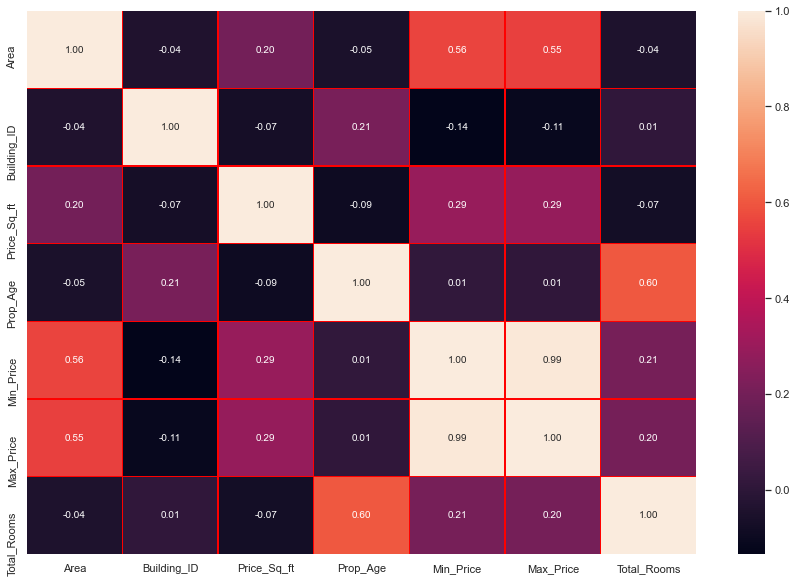 Area 1.00 -0.04 0.20 -0.05 0.56 0.55 -0.04
Building_ID -0.04 1.00 -0.07 0.21 -0.14 -0.11 0.01
Price_Sq_ft 0.20 -0.07 1.00 -0.09 0.29 0.29 -0.07
Prop_Age -0.05 0.21 -0.09 1.00 0.01 0.01 0.60
Min_Price 0.56 -0.14 0.29 0.01 1.00 0.99 0.21
Max_Price 0.55 -0.11 0.29 0.01 0.99 1.00 0.20
Total_Rooms -0.04 0.01 -0.07 0.60 0.21 0.20 1.00
Area Building_ID Price_Sq_ft Prop_Age Min_Price Max_Price Total_Rooms
1.0
0.8
0.6
0.4
0.2
0.0